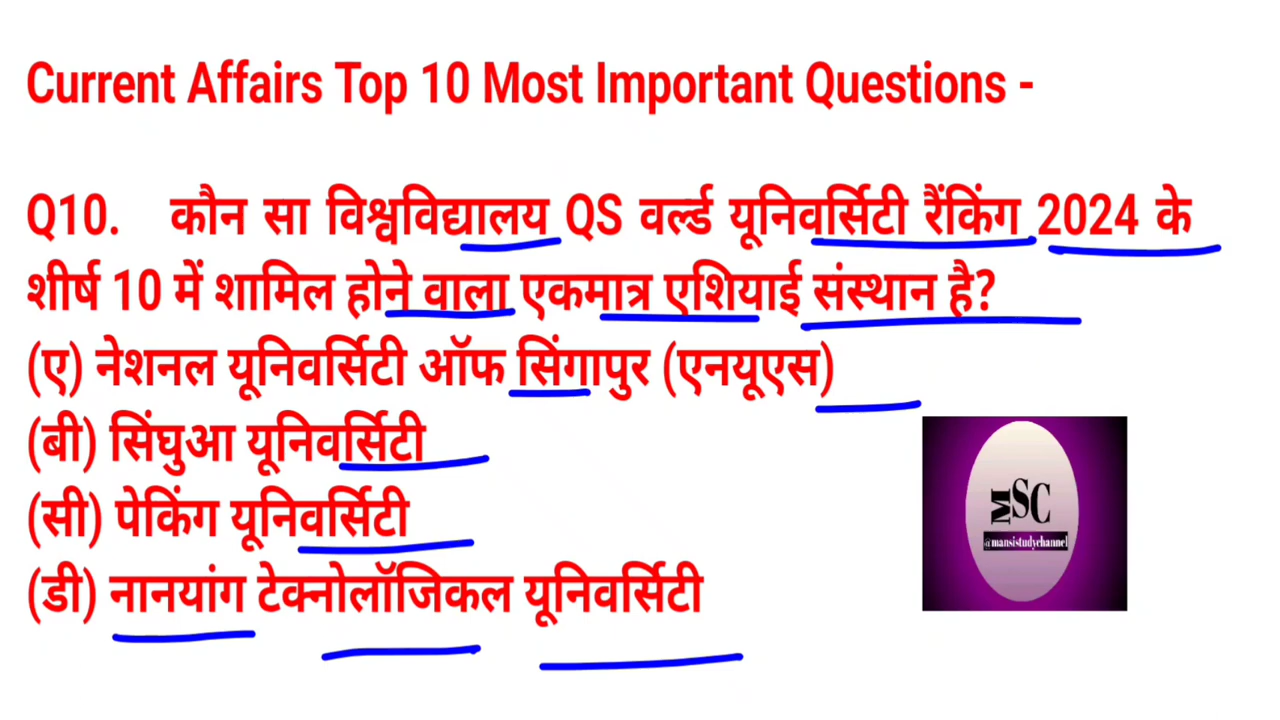 Current Affairs Top 10 Most Important Questions -
Q10. कौन सा विश्वविद्यालय QS वर्ल्ड यूनिवर्सिटी रैंकिंग 2024 के
शीर्ष 10 में शामिल होने वाला एकमात्र एशियाई संस्थान है?
(ए) नेशनल यूनिवर्सिटी ऑफ सिंगापुर (एनयूएस)
(बी) सिंघुआ यूनिवर्सिटी
(सी) पेकिंग यूनिवर्सिटी
(डी) नानयांग टेक्नोलॉजिकल यूनिवर्सिटी
MSC
@mansistudychannel